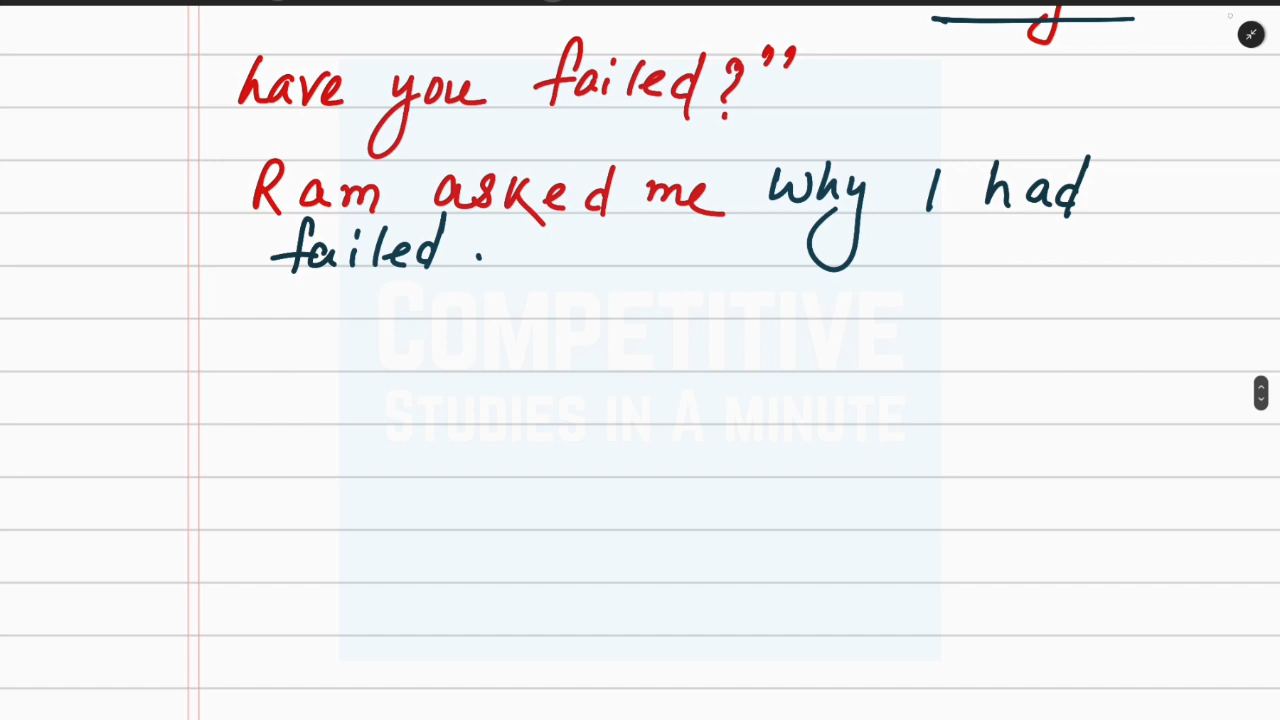 have you failed?”
Ram asked me why I had
failed.
COMPETITIVE
STUDIES IN A MINUTE